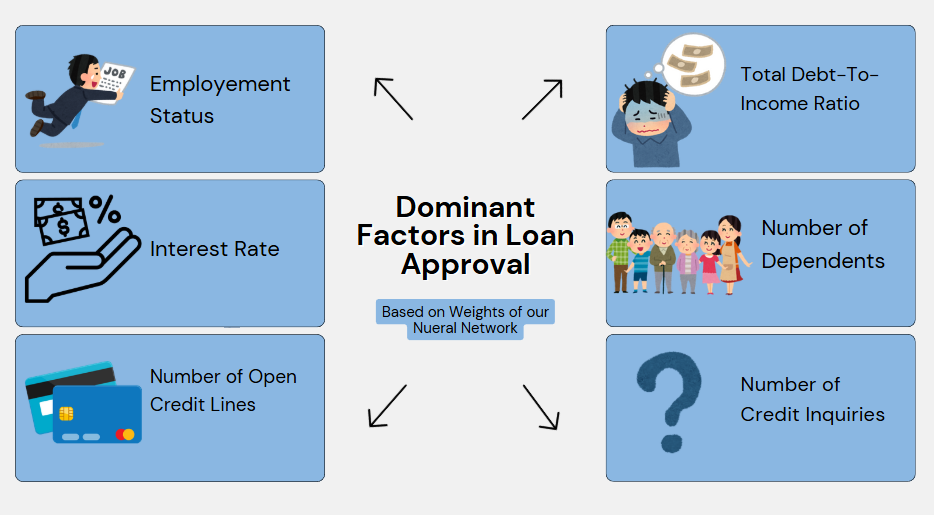 JOB
Employement
Status
Interest Rate
%
$
$
Number of Open
Credit Lines
Dominant
Factors in Loan
Approval
Based on Weights of our
Nueral Network
Total Debt-To-
Income Ratio
Number of
Dependents
?
Number of
Credit Inquiries